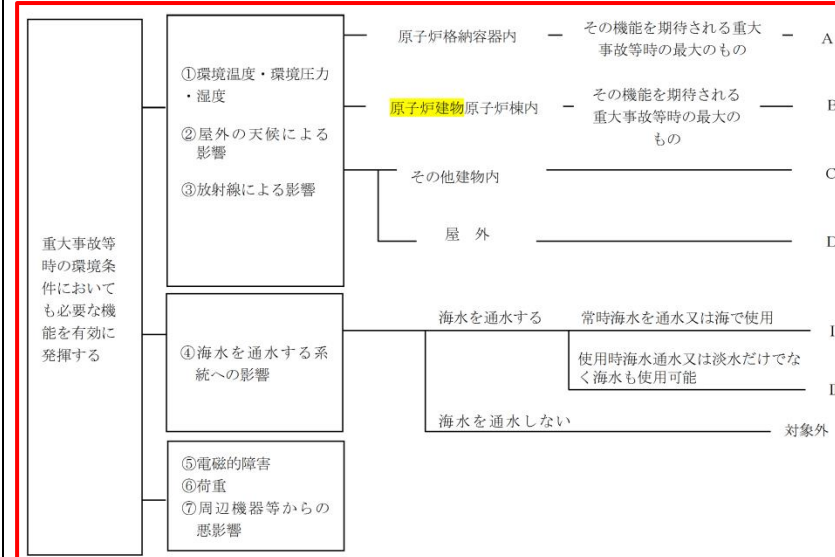 重大事故等
時の環境条
件において
も必要な機
能を有効に
発揮する
①環境温度・環境圧力
・湿度
②屋外の天候による
影響
③放射線による影響
原子炉格納容器内
その機能を期待される重大
事故等時の最大のもの
A
原子炉建物原子炉棟内
その機能を期待される
重大事故等時の最大の
もの
B
その他建物内
C
屋 外
D
④海水を通水する系
統への影響
海水を通水する
常時海水を通水又は海で使用
I
使用時海水通水又は淡水だけでな
く海水も使用可能
II
海水を通水しない
対象外
⑤電磁的障害
⑥荷重
⑦周辺機器等からの
悪影響